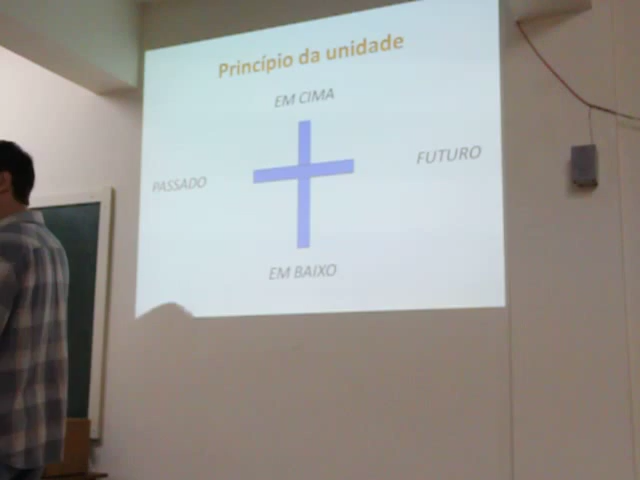 Princípio da unidade
EM CIMA
PASSADO
FUTURO
EM BAIXO